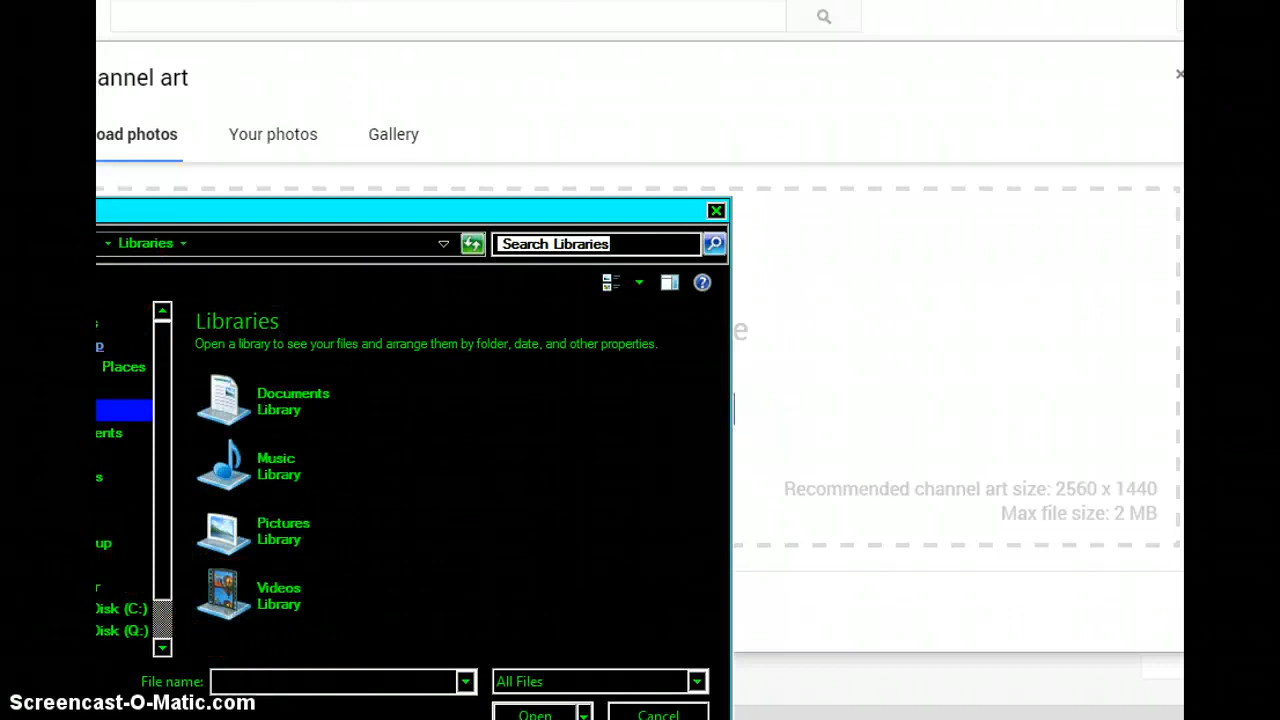 annel art
oad photos Your photos Gallery
Libraries Search Libraries
Libraries
Open a library to see your files and arrange them by folder, date, and other properties.
s
p
Places
Documents
Library
ents
Music
Library
s
Pictures
Library
up
Videos
Library
r
Disk (C:)
Disk (Q:)
e
Recommended channel art size: 2560 x 1440
Max file size: 2 MB
File name: All Files
Open Cancel
Screencast-O-Matic.com